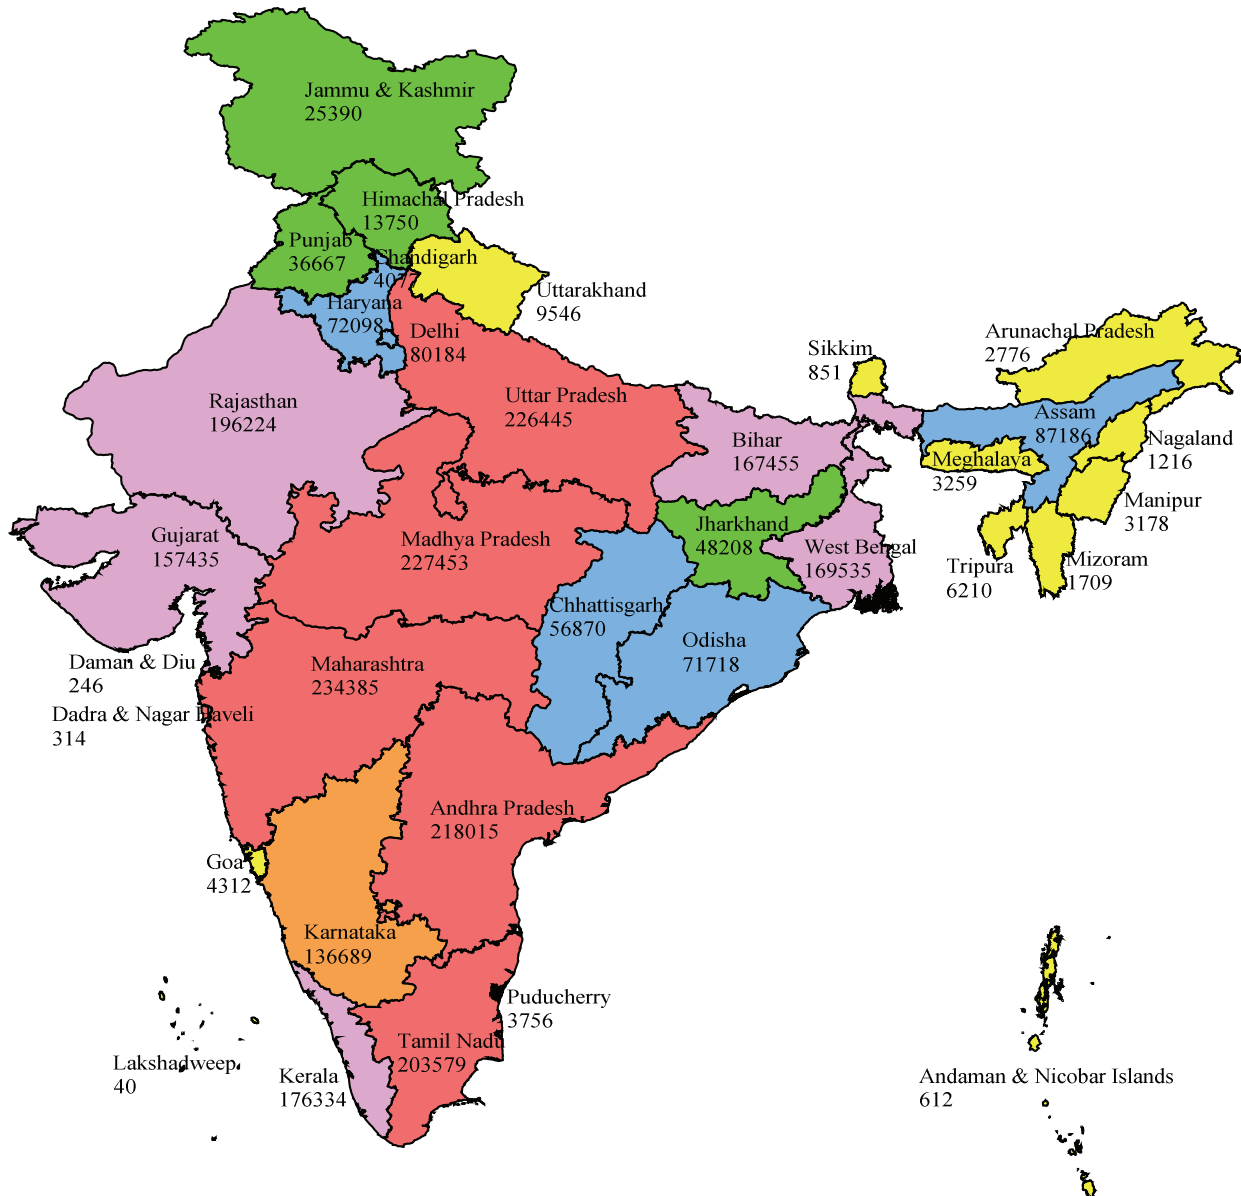 Jammu & Kashmir
25390
Himachal Pradesh
13750
Punjab
36667
Chandigarh
4077
Uttarakhand
9546
Haryana
72098
Delhi
80184
Arunachal Pradesh
2776
Sikkim
851
Uttar Pradesh
226445
Rajasthan
196224
Assam
87186
Bihar
167455
Nagaland
1216
Meghalaya
3259
Manipur
3178
Jharkhand
48208
Gujarat
157435
Madhya Pradesh
227453
West Bengal
169535
Tripura
6210
Mizoram
1709
Chhattisgarh
56870
Odisha
71718
Daman & Diu
246
Maharashtra
234385
Dadra & Nagar Haveli
314
Andhra Pradesh
218015
Goa
4312
Karnataka
136689
Puducherry
3756
Tamil Nadu
203579
Lakshadweep
40
Kerala
176334
Andaman & Nicobar Islands
612